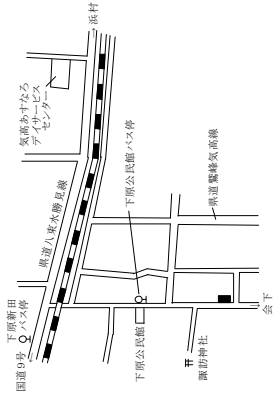 →浜村
気高あすなろ
デイサービス
センター
県道八束水勝見線
下原新田
バス停
国道9号
下原公民館バス停
県道鷲峰気高線
下原公民館
諏訪神社
会下